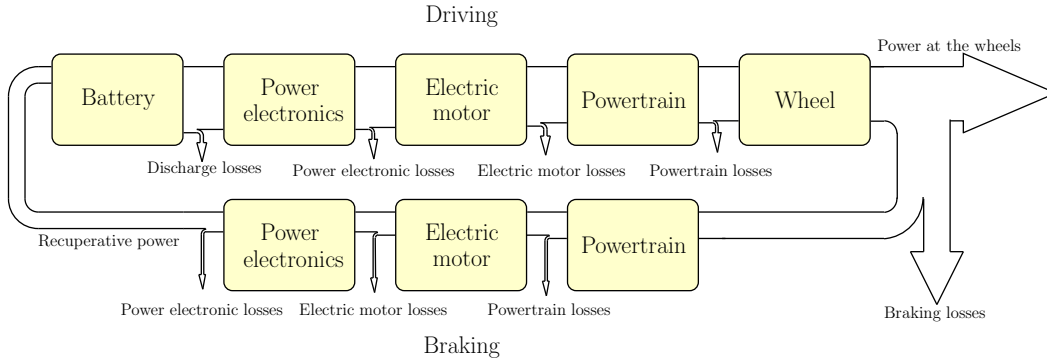 Driving
Power at the wheels
Battery
Power
electronics
Electric
motor
Powertrain
Wheel
Discharge losses
Power electronic losses
Electric motor losses
Powertrain losses
Recuperative power
Power
electronics
Electric
motor
Powertrain
Power electronic losses
Electric motor losses
Powertrain losses
Braking losses
Braking